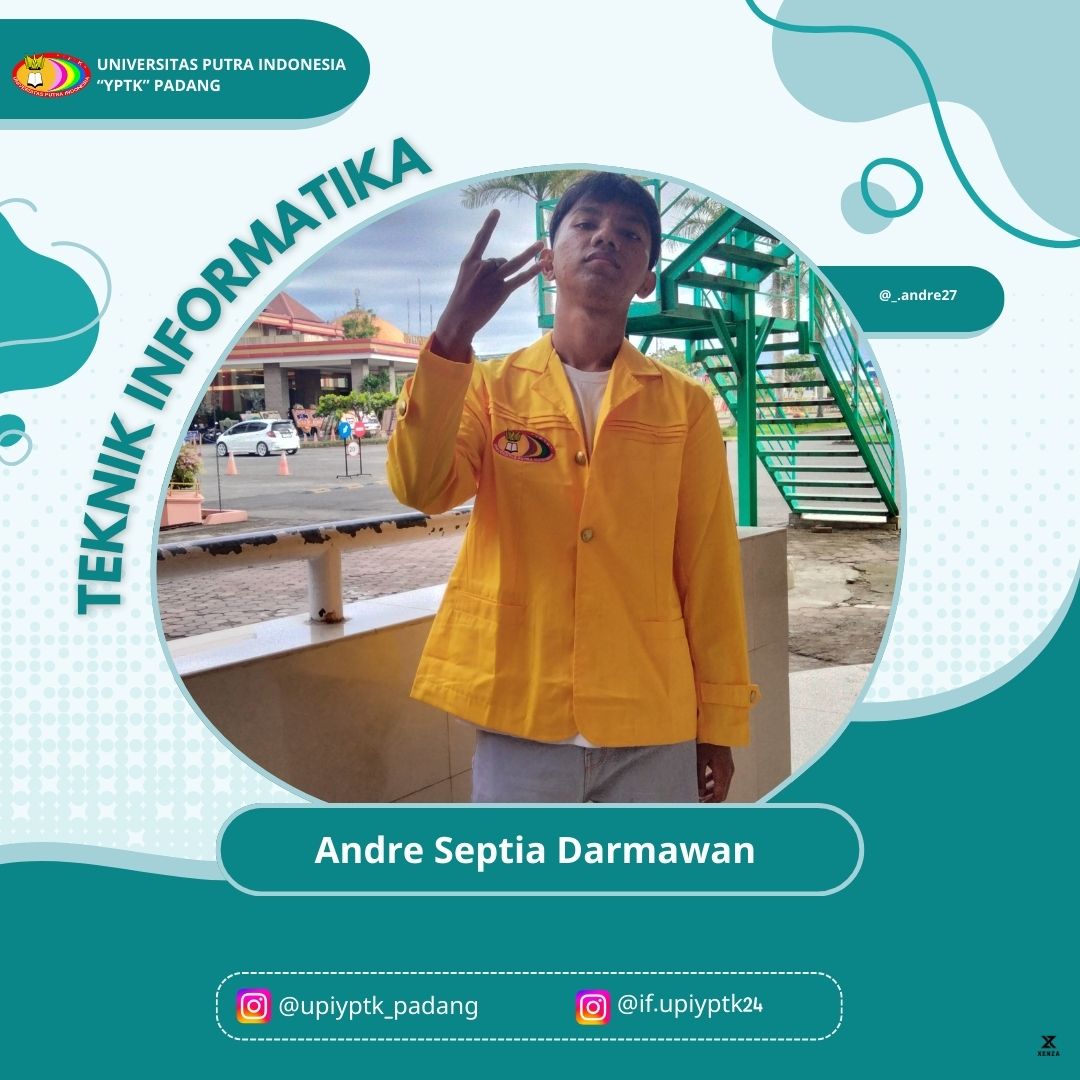 UNIVERSITAS PUTRA INDONESIA
“YPTK” PADANG
TEKNIK INFORMATIKA
@_.andre27
Andre Septia Darmawan
@upiyptk_padang
@if.upiyptk24
XENZA